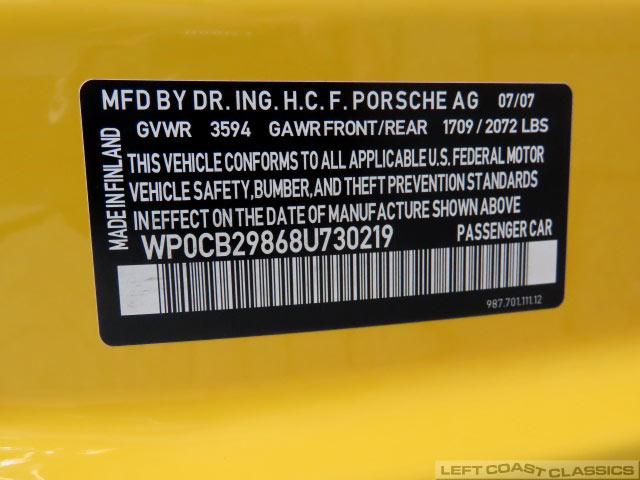 MFD BY DR. ING. H.C. F. PORSCHE AG 07/07
GVWR 3594 GAWR FRONT/REAR 1709 / 2072 LBS
THIS VEHICLE CONFORMS TO ALL APPLICABLE U.S. FEDERAL MOTOR
VEHICLE SAFETY, BUMBER, AND THEFT PREVENTION STANDARDS
IN EFFECT ON THE DATE OF MANUFACTURE SHOWN ABOVE
WP0CB29868U730219 PASSENGER CAR
987.701.111.12
MADE IN FINLAND
LEFT COAST CLASSICS